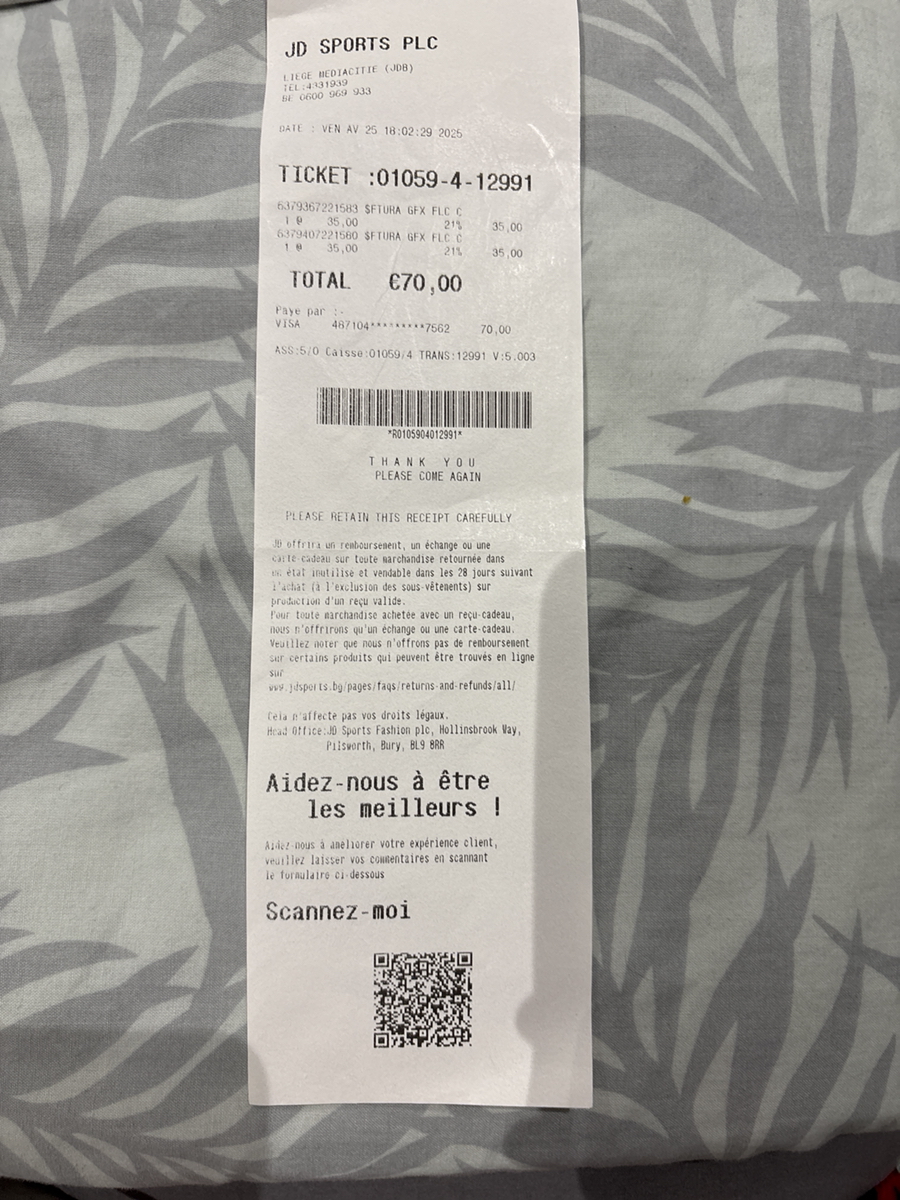 JD SPORTS PLC
LIEGE MEDIACITIE (JDB)
TEL:4331939
BE 0600 969 933
DATE : VEN AV 25 18:02:29 2025
TICKET :01059-4-12991
6379367221583 $FTURA GFX FLC C
1 @ 35,00 21% 35,00
6379407221580 $FTURA GFX FLC C
1 @ 35,00 21% 35,00
TOTAL €70,00
Paye par :-
VISA 487104*********7562 70,00
ASS:5/0 Caisse:01059/4 TRANS:12991 V:5.003
*R0105904012991*
THANK YOU
PLEASE COME AGAIN
PLEASE RETAIN THIS RECEIPT CAREFULLY
JD offrira un remboursement, un échange ou une
carte-cadeau sur toute marchandise retournée dans
un état inutilisé et vendable dans les 28 jours suivant
l'achat (à l'exclusion des sous-vêtements) sur
production d'un reçu valide.
Pour toute marchandise achetée avec un reçu-cadeau,
nous n'offrirons qu'un échange ou une carte-cadeau.
Veuillez noter que nous n'offrons pas de remboursement
sur certains produits qui peuvent être trouvés en ligne
sur
www.jdsports.bg/pages/faqs/returns-and-refunds/all/
Cela n'affecte pas vos droits légaux.
Head Office:JD Sports Fashion plc, Hollinsbrook Way,
Pilsworth, Bury, BL9 8RR
Aidez-nous à être
les meilleurs !
Aidez-nous à améliorer votre expérience client,
veuillez laisser vos commentaires en scannant
le formulaire ci-dessous
Scannez-moi